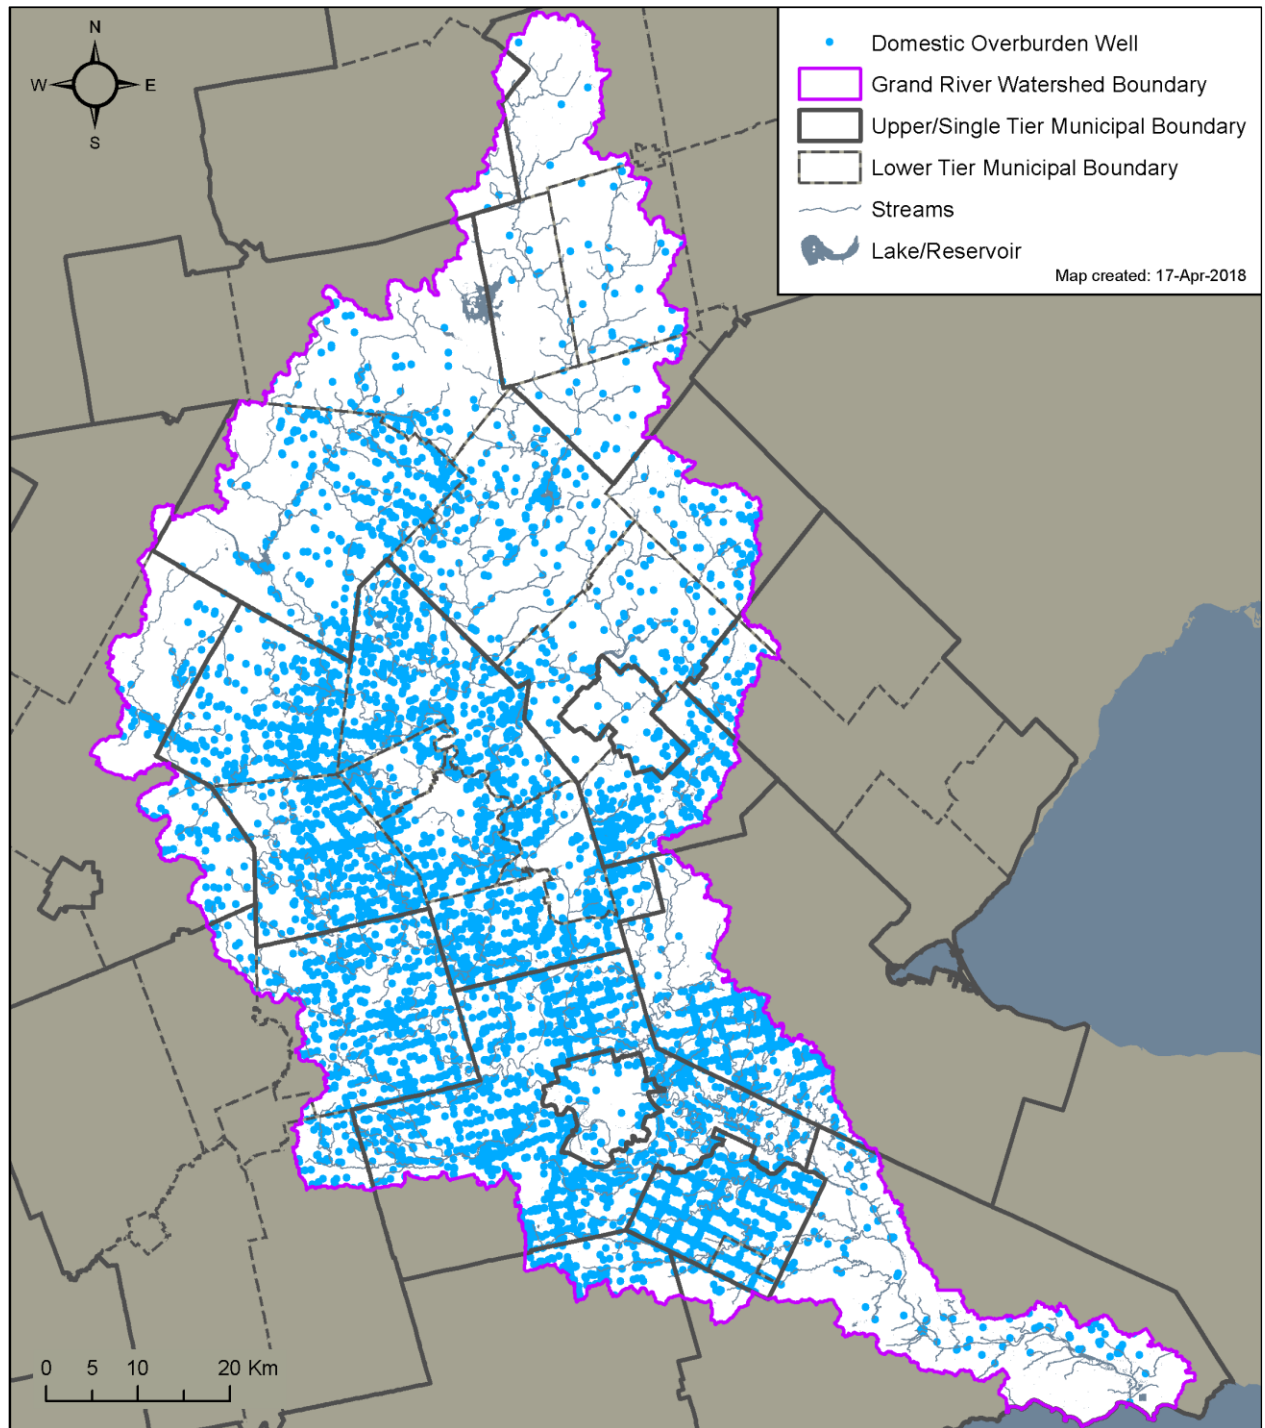 N
W E
S
Domestic Overburden Well
Grand River Watershed Boundary
Upper/Single Tier Municipal Boundary
Lower Tier Municipal Boundary
Streams
Lake/Reservoir
Map created: 17-Apr-2018
0 5 10 20 Km